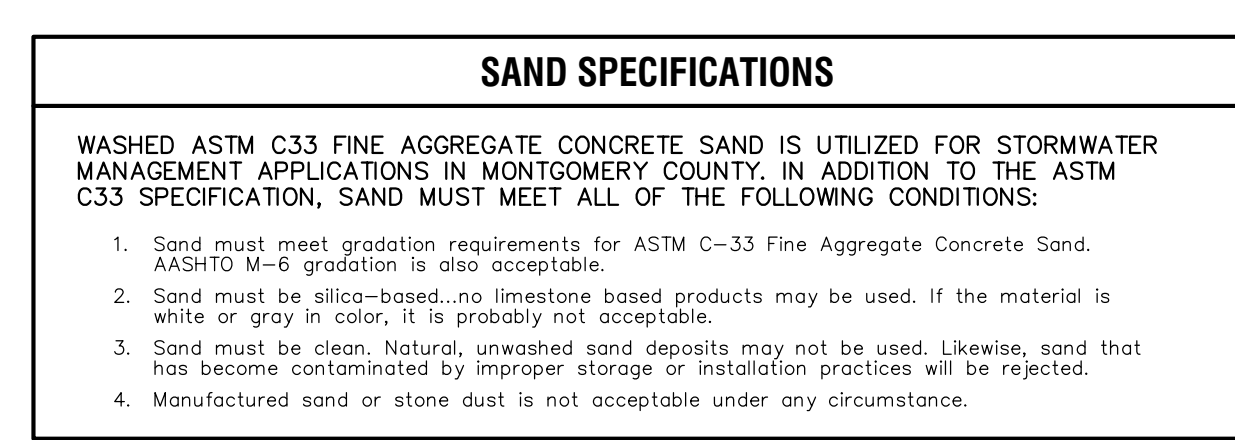 SAND SPECIFICATIONS
WASHED ASTM C33 FINE AGGREGATE CONCRETE SAND IS UTILIZED FOR STORMWATER
MANAGEMENT APPLICATIONS IN MONTGOMERY COUNTY. IN ADDITION TO THE ASTM
C33 SPECIFICATION, SAND MUST MEET ALL OF THE FOLLOWING CONDITIONS:
1. Sand must meet gradation requirements for ASTM C-33 Fine Aggregate Concrete Sand.
AASHTO M-6 gradation is also acceptable.
2. Sand must be silica-based...no limestone based products may be used. If the material is
white or gray in color, it is probably not acceptable.
3. Sand must be clean. Natural, unwashed sand deposits may not be used. Likewise, sand that
has become contaminated by improper storage or installation practices will be rejected.
4. Manufactured sand or stone dust is not acceptable under any circumstance.